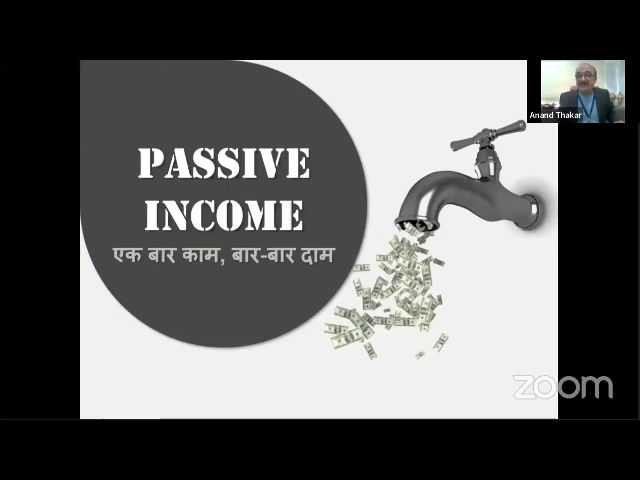 PASSIVE
INCOME
एक बार काम, बार-बार दाम
Anand Thakar
zoom